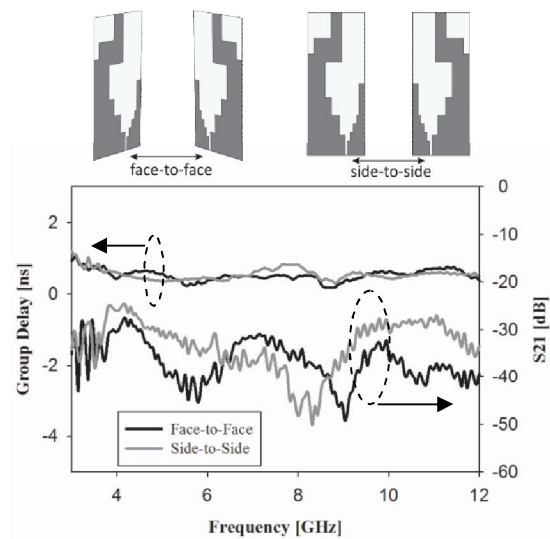 face-to-face
side-to-side
Group Delay [ns]
2
0
-2
-4
0
-10
-20
-30
-40
-50
-60
S21 [dB]
Face-to-Face
Side-to-Side
4 6 8 10 12
Frequency [GHz]